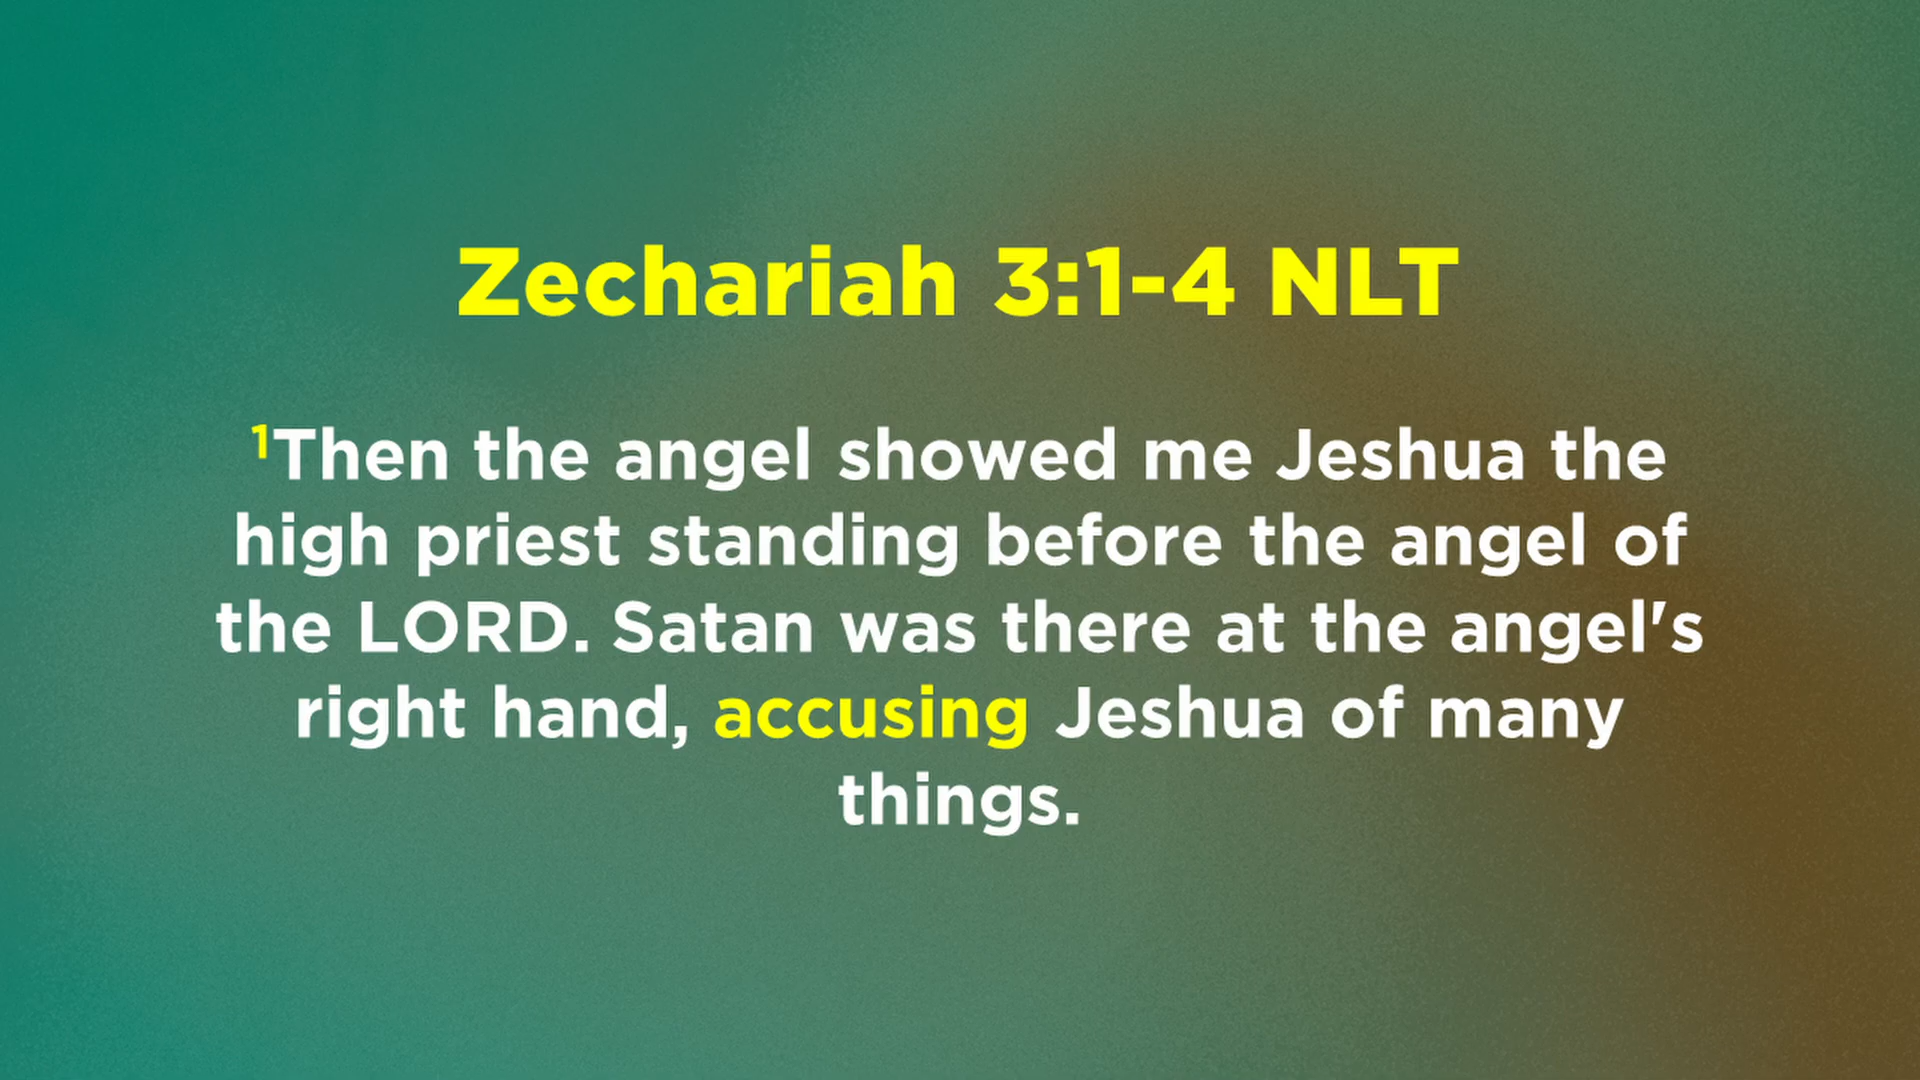 Zechariah 3:1-4 NLT
¹Then the angel showed me Jeshua the
high priest standing before the angel of
the LORD. Satan was there at the angel's
right hand, accusing Jeshua of many
things.